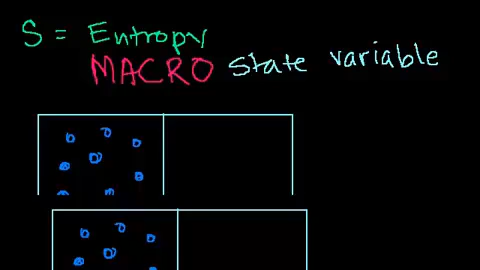 S = Entropy
MACRO state variable